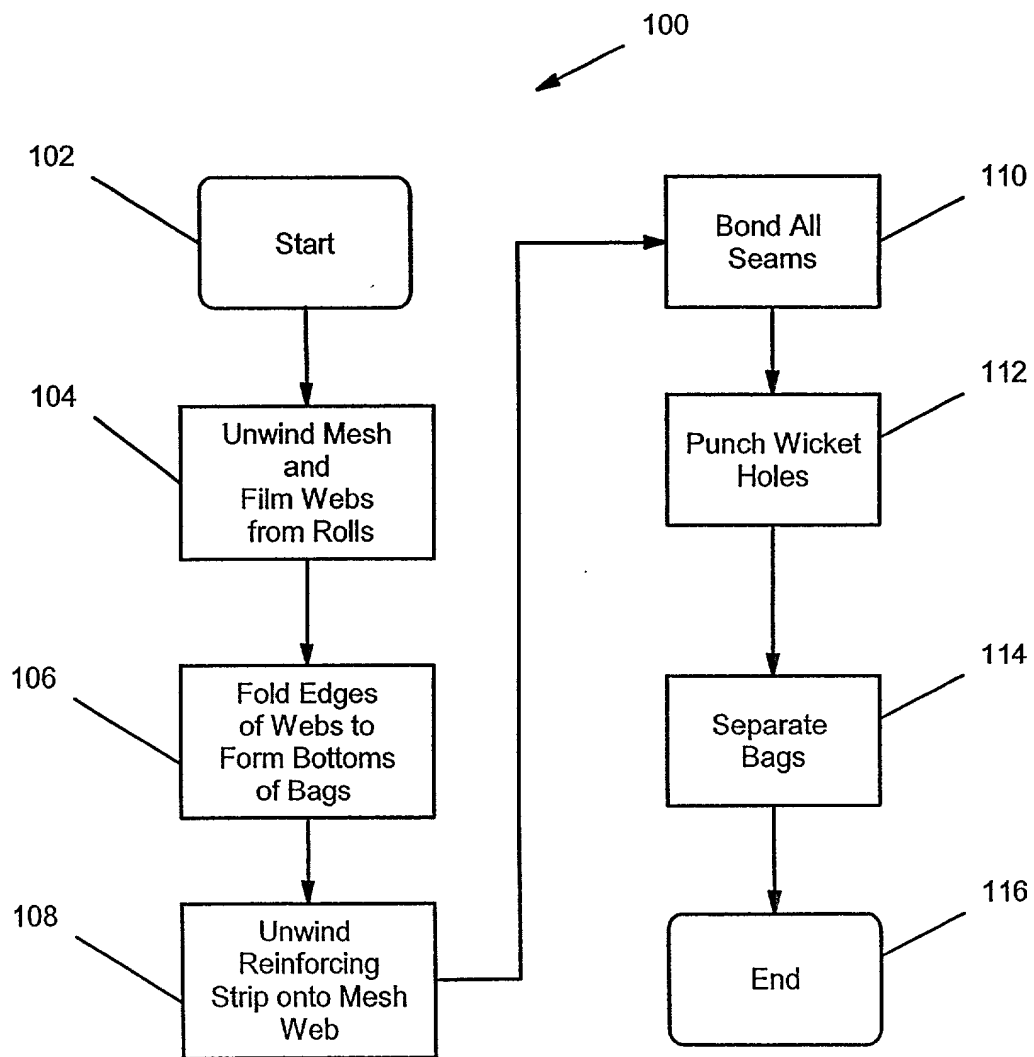 100
102
Start
104
Unwind Mesh
and
Film Webs
from Rolls
106
Fold Edges
of Webs to
Form Bottoms
of Bags
108
Unwind
Reinforcing
Strip onto Mesh
Web
110
Bond All
Seams
112
Punch Wicket
Holes
114
Separate
Bags
116
End